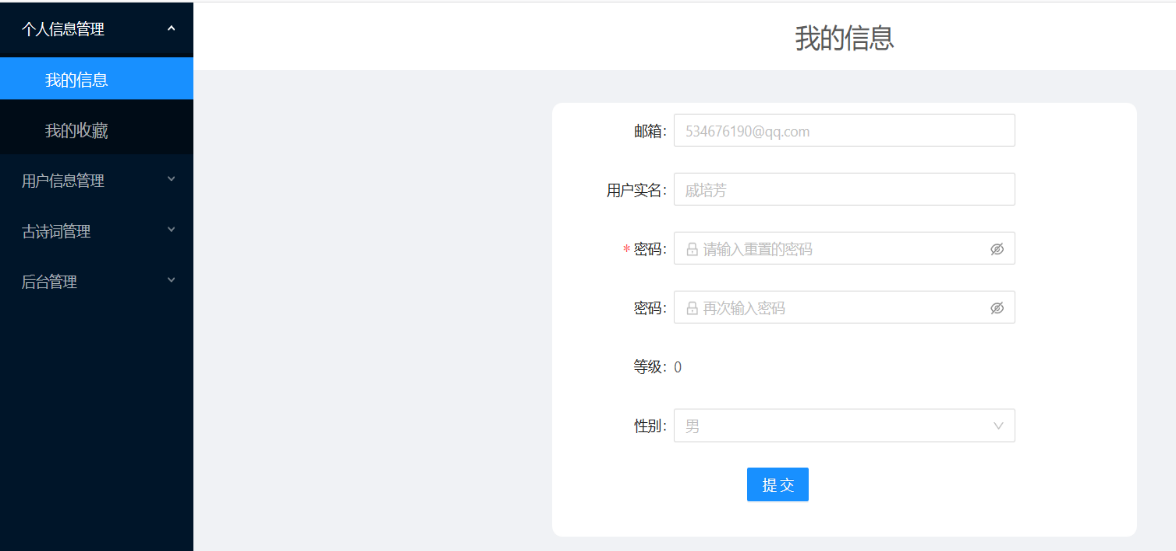 个人信息管理
我的信息
我的收藏
用户信息管理
古诗词管理
后台管理
我的信息
邮箱: 534676190@qq.com
用户实名: 戚培芳
* 密码: 请输入重置的密码
密码: 再次输入密码
等级: 0
性别: 男
提 交